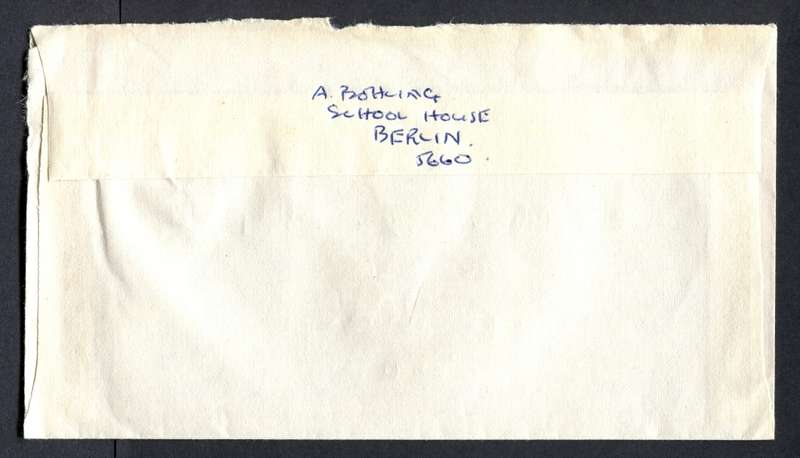 A. BOHLING
SCHOOL HOUSE
BERLIN.
5660.